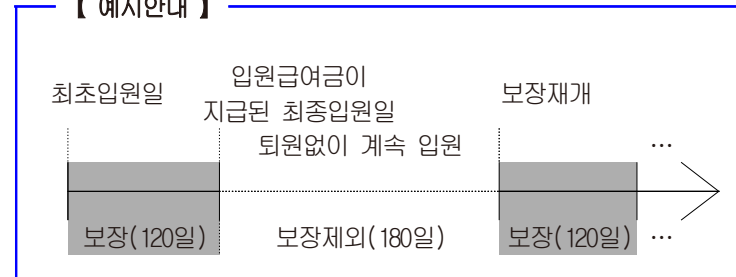 【 예시안내 】
최초입원일
입원급여금이
지급된 최종입원일
퇴원없이 계속 입원
보장재개
…
보장(120일)
보장제외(180일)
보장(120일)
…